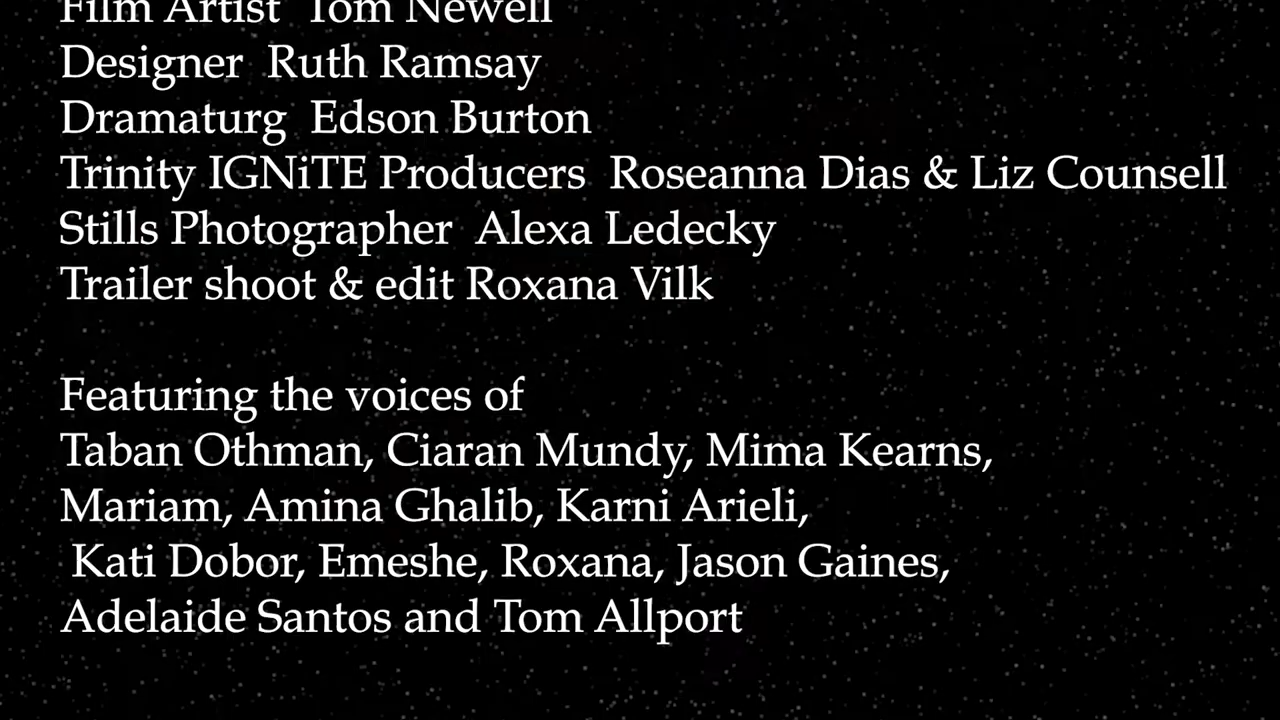 Film Artist  Tom Newell
Designer  Ruth Ramsay
Dramaturg  Edson Burton
Trinity IGNiTE Producers  Roseanna Dias & Liz Counsell
Stills Photographer  Alexa Ledecky
Trailer shoot & edit Roxana Vilk
Featuring the voices of
Taban Othman, Ciaran Mundy, Mima Kearns,
Mariam, Amina Ghalib, Karni Arieli,
Kati Dobor, Emeshe, Roxana, Jason Gaines,
Adelaide Santos and Tom Allport